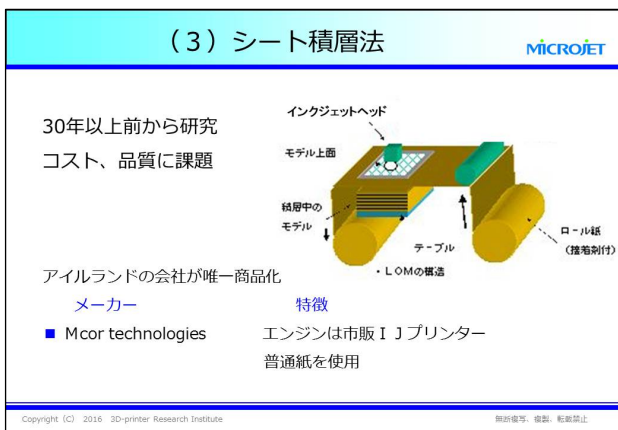 （3）シート積層法
MICROJET
30年以上前から研究
コスト、品質に課題
インクジェットヘッド
モデル上面
積層中の
モデル
テーブル
ロール紙
（接着剤付）
・LOMの構造
アイルランドの会社が唯一商品化
メーカー 特徴
■ Mcor technologies エンジンは市販ＩＪプリンター
普通紙を使用
Copyright (C) 2016 3D-printer Research Institute 無断複写、複製、転載禁止